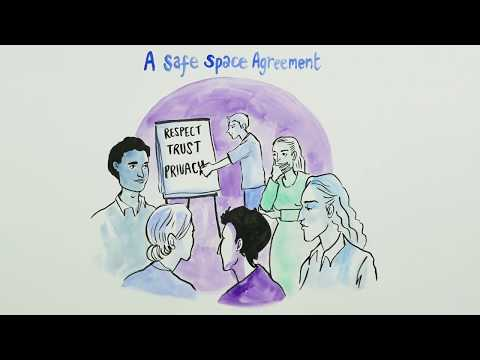 A Safe Space Agreement
RESPECT
TRUST
PRIVACY